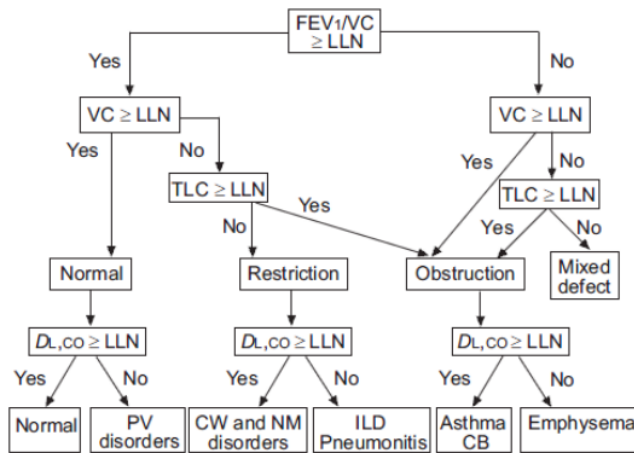 FEV1/VC
≥ LLN
Yes
No
VC ≥ LLN
VC ≥ LLN
Yes
No
Yes
No
TLC ≥ LLN
TLC ≥ LLN
No
Yes
Yes
No
Normal
Restriction
Obstruction
Mixed
defect
DL,CO ≥ LLN
DL,CO ≥ LLN
DL,CO ≥ LLN
Yes
No
Yes
No
Yes
No
Normal
PV
disorders
CW and NM
disorders
ILD
Pneumonitis
Asthma
CB
Emphysema